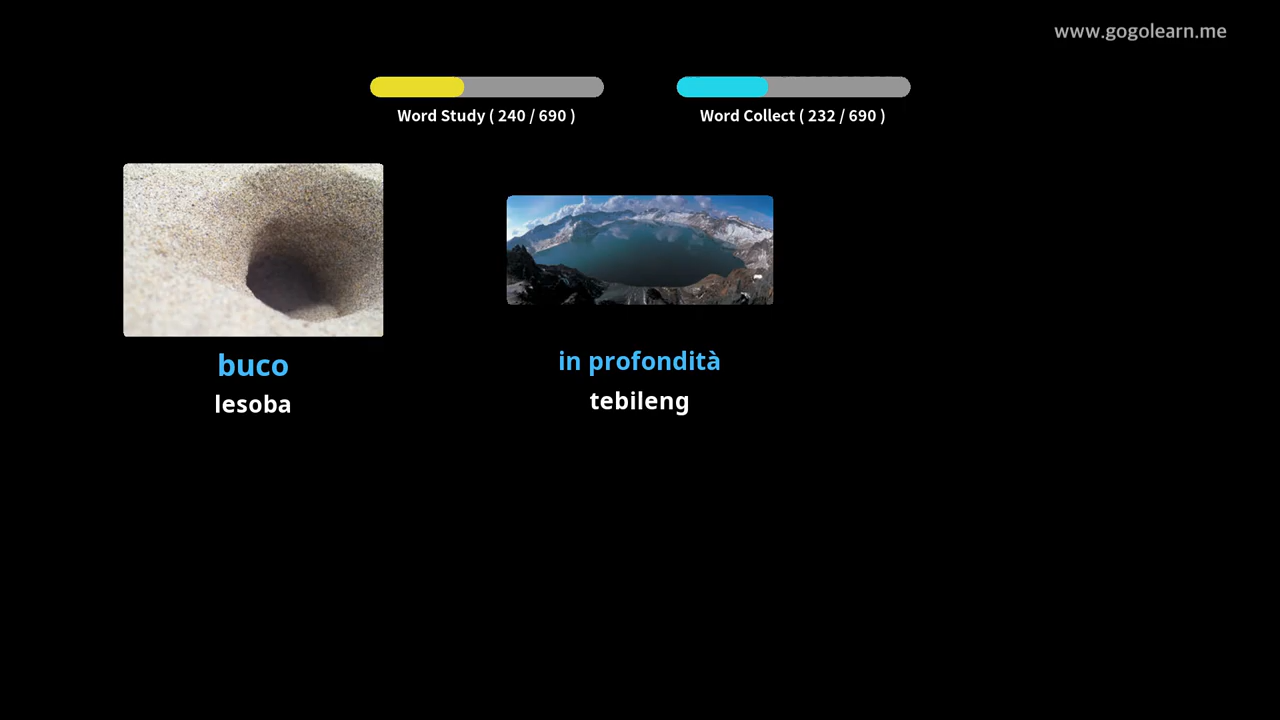 www.gogolearn.me
Word Study ( 240 / 690 )
Word Collect ( 232 / 690 )
buco
lesoba
in profondità
tebileng